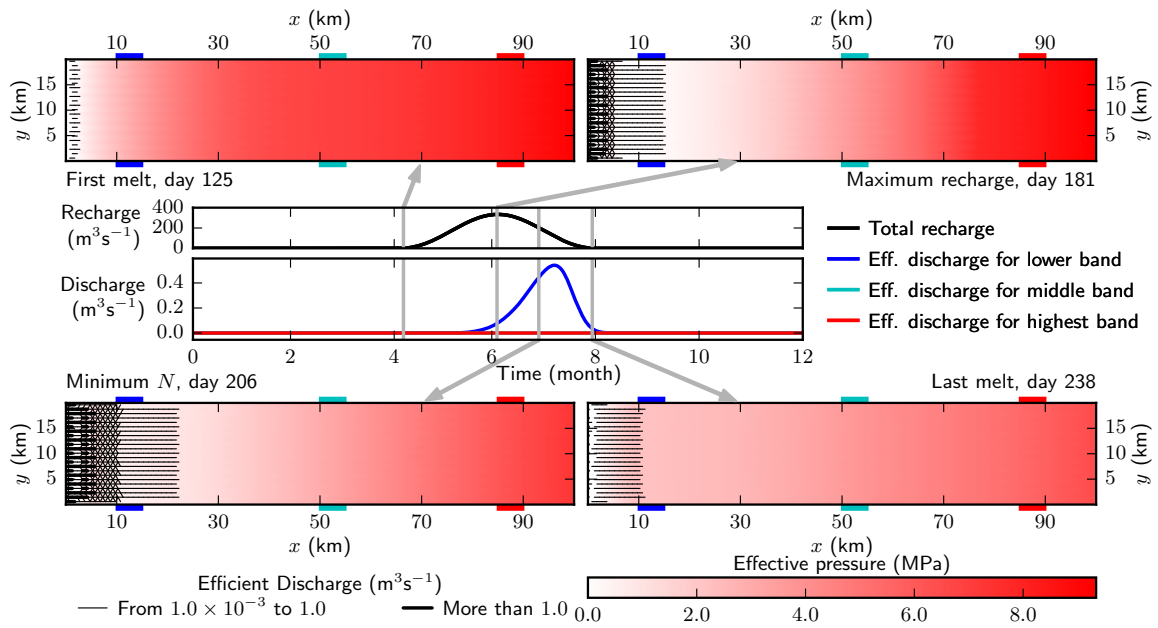 x (km)
x (km)
10 30 50 70 90
10 30 50 70 90
15
10
5
y (km)
15
10
5
y (km)
First melt, day 125
Maximum recharge, day 181
Recharge
(m³s⁻¹)
400
200
0
Discharge
(m³s⁻¹)
0.4
0.2
0.0
0 2 4 6 8 10 12
Time (month)
Total recharge
Eff. discharge for lower band
Eff. discharge for middle band
Eff. discharge for highest band
Minimum N, day 206
Last melt, day 238
15
10
5
y (km)
15
10
5
y (km)
10 30 50 70 90
10 30 50 70 90
x (km)
x (km)
Efficient Discharge (m³s⁻¹)
From 1.0 × 10⁻³ to 1.0
More than 1.0
Effective pressure (MPa)
0.0 2.0 4.0 6.0 8.0